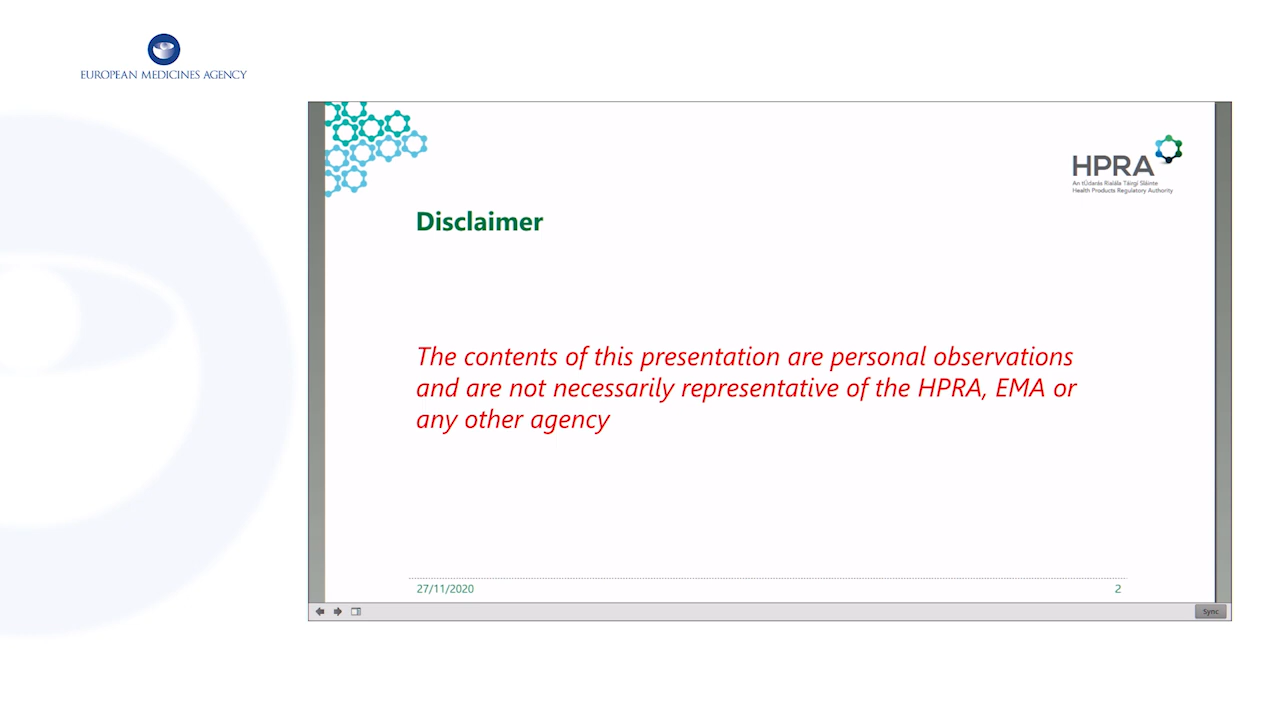 EUROPEAN MEDICINES AGENCY
HPRA
An tÚdarás Rialála Táirgí Sláinte
Health Products Regulatory Authority
Disclaimer
The contents of this presentation are personal observations
and are not necessarily representative of the HPRA, EMA or
any other agency
27/11/2020
2
Sync